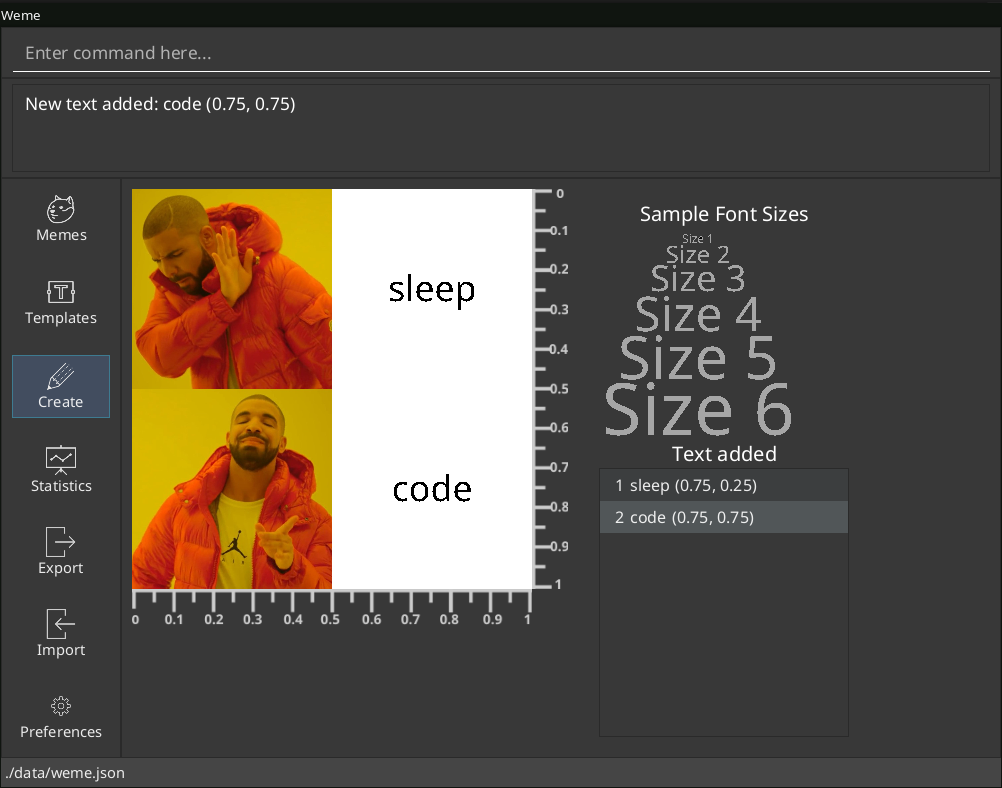 Weme
Enter command here...
New text added: code (0.75, 0.75)
Memes
Templates
Create
Statistics
Export
Import
Preferences
sleep
code
0
0.1
0.2
0.3
0.4
0.5
0.6
0.7
0.8
0.9
1
0 0.1 0.2 0.3 0.4 0.5 0.6 0.7 0.8 0.9 1
Sample Font Sizes
Size 1
Size 2
Size 3
Size 4
Size 5
Size 6
Text added
1 sleep (0.75, 0.25)
2 code (0.75, 0.75)
./data/weme.json